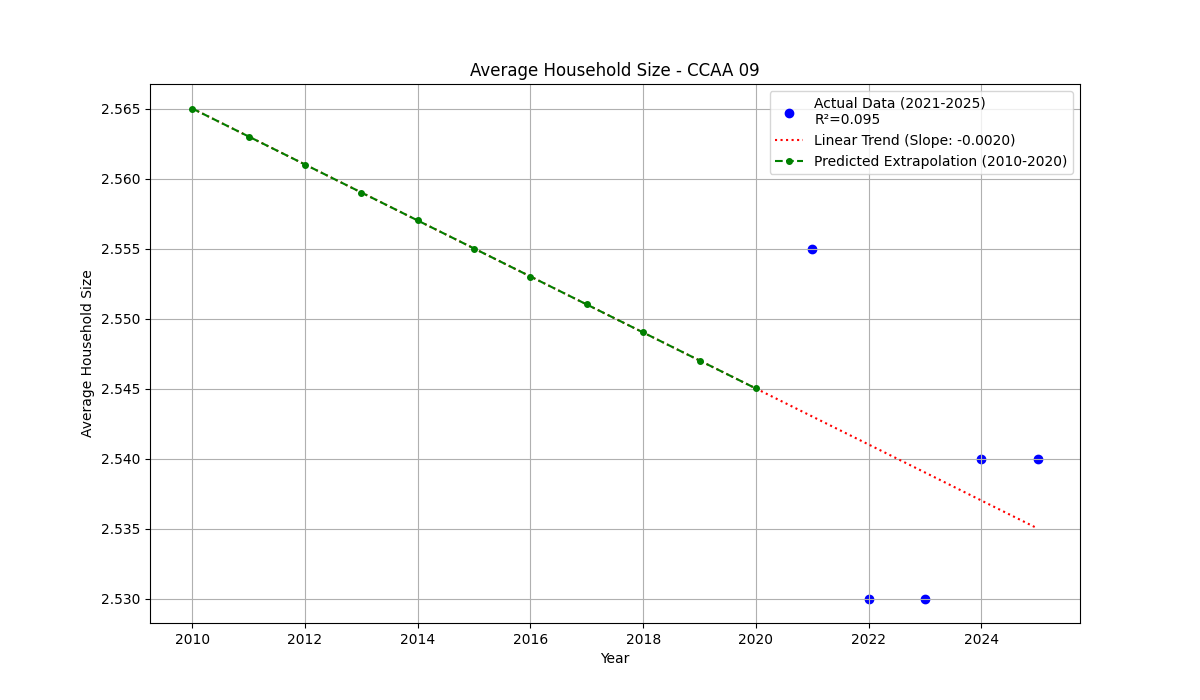 Average Household Size - CCAA 09
Actual Data (2021-2025)
R²=0.095
Linear Trend (Slope: -0.0020)
Predicted Extrapolation (2010-2020)
Average Household Size
2.565
2.560
2.555
2.550
2.545
2.540
2.535
2.530
2010 2012 2014 2016 2018 2020 2022 2024
Year